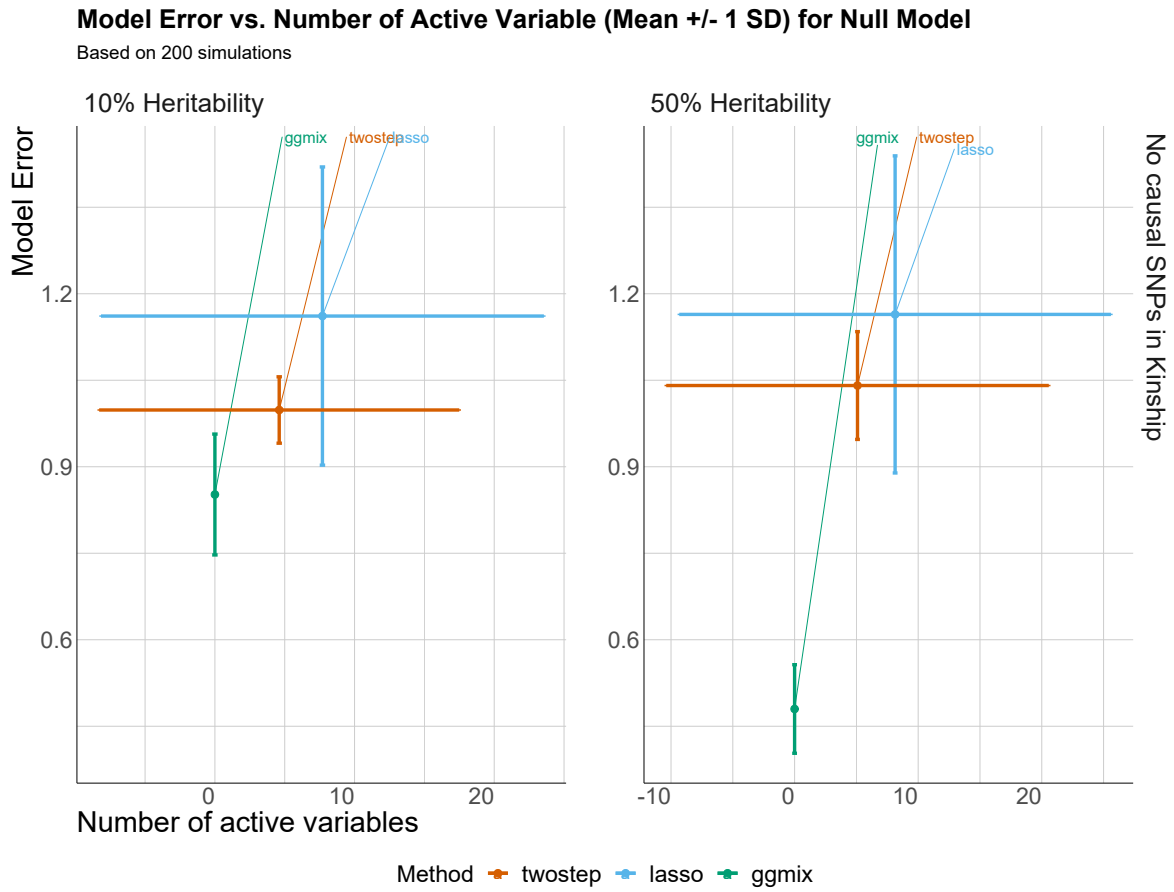 Model Error vs. Number of Active Variable (Mean +/- 1 SD) for Null Model
Based on 200 simulations
10% Heritability
50% Heritability
ggmix
twostep
lasso
ggmix
twostep
lasso
Model Error
1.2
0.9
0.6
1.2
0.9
0.6
No causal SNPs in Kinship
0 10 20
-10 0 10 20
Number of active variables
Method twostep lasso ggmix